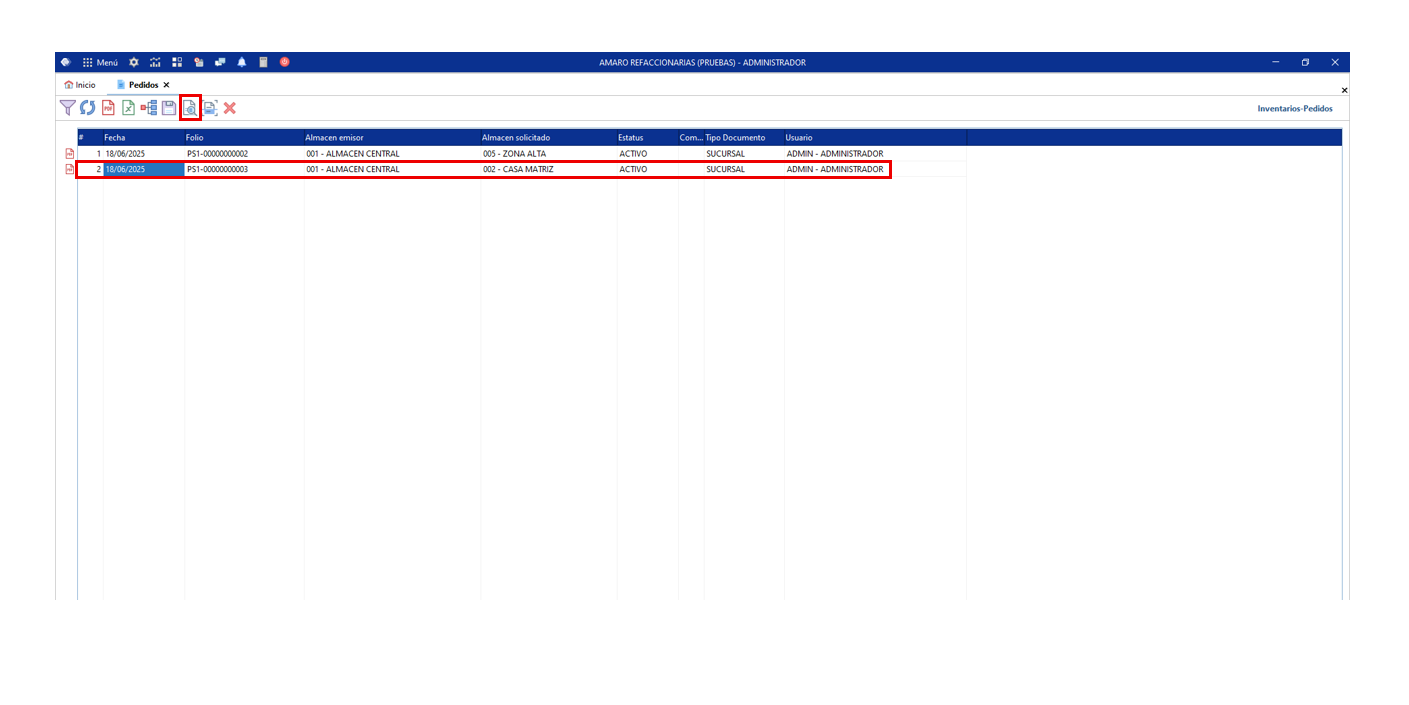 Menú AMARO REFACCIONARIAS (PRUEBAS) - ADMINISTRADOR
Inicio Pedidos
PDF Inventarios-Pedidos
# Fecha Folio Almacen emisor Almacen solicitado Estatus Com... Tipo Documento Usuario
1 18/06/2025 PS1-00000000002 001 - ALMACEN CENTRAL 005 - ZONA ALTA ACTIVO SUCURSAL ADMIN - ADMINISTRADOR
2 18/06/2025 PS1-00000000003 001 - ALMACEN CENTRAL 002 - CASA MATRIZ ACTIVO SUCURSAL ADMIN - ADMINISTRADOR